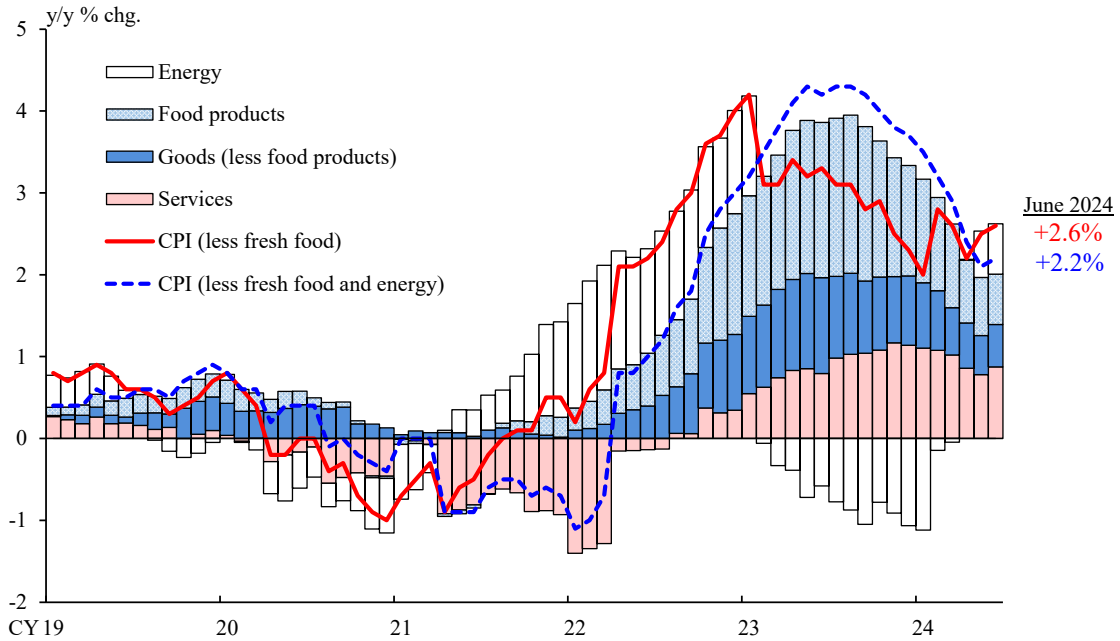 y/y % chg.
5
4
3
2
1
0
-1
-2
Energy
Food products
Goods (less food products)
Services
CPI (less fresh food)
CPI (less fresh food and energy)
June 2024
+2.6%
+2.2%
CY 19 20 21 22 23 24